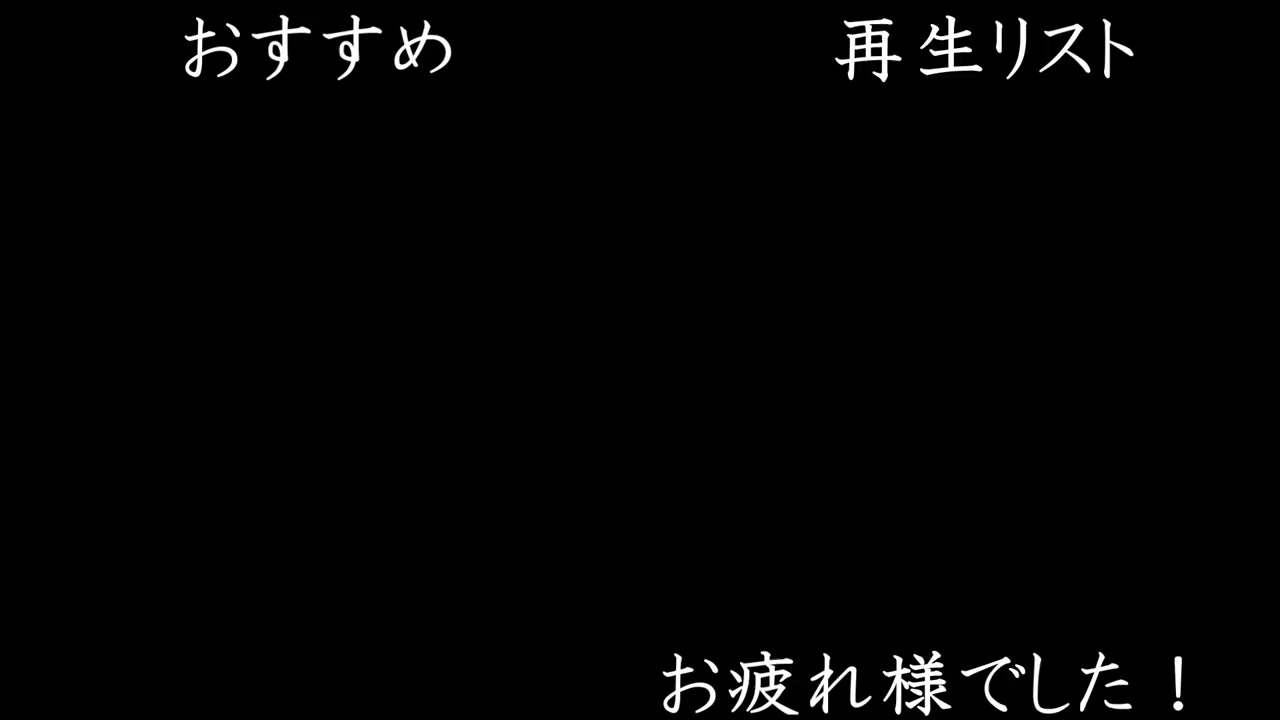 おすすめ
再生リスト
お疲れ様でした！